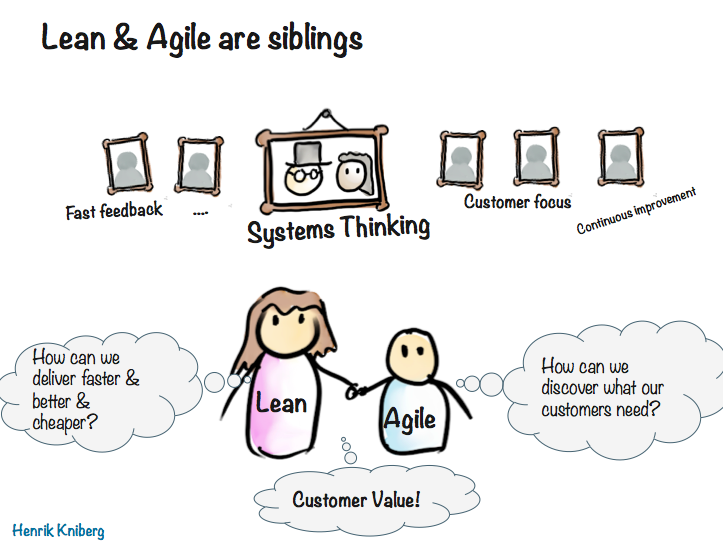 Lean & Agile are siblings
Fast feedback
....
Systems Thinking
Customer focus
Continuous improvement
How can we
deliver faster &
better &
cheaper?
Lean
Agile
How can we
discover what our
customers need?
Customer Value!
Henrik Kniberg